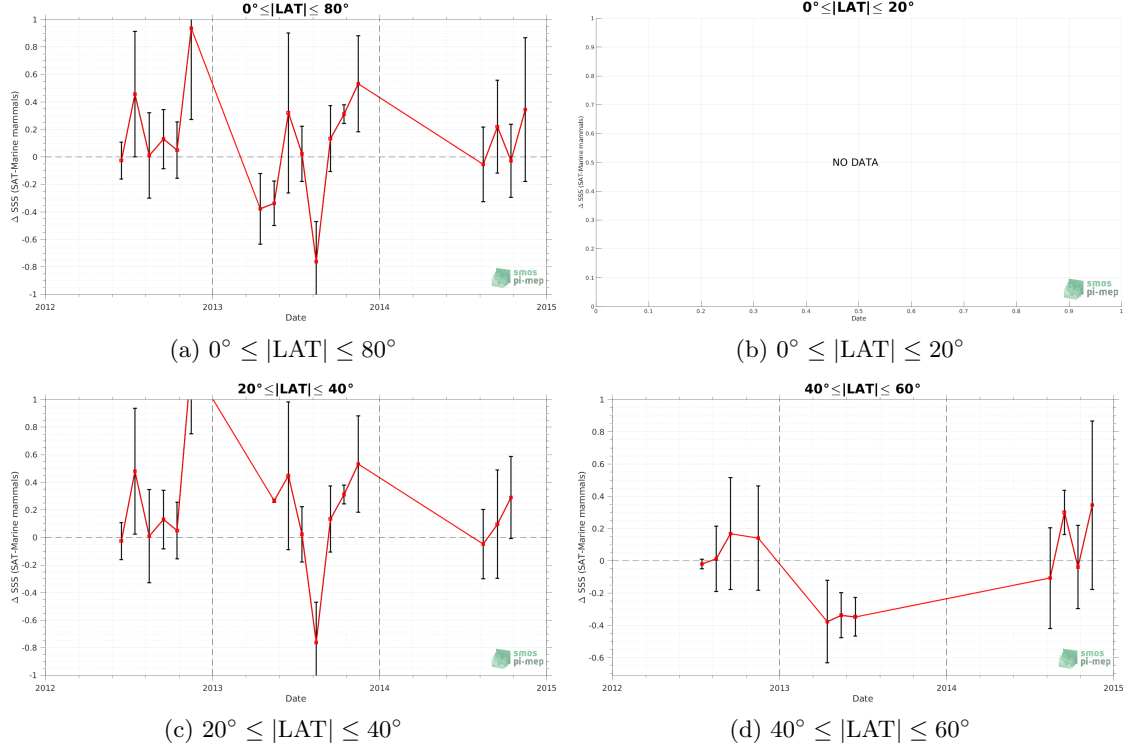 0°≤|LAT|≤ 80°
1
0.8
0.6
0.4
0.2
0
-0.2
-0.4
-0.6
-0.8
-1
Δ SSS (SAT-Marine mammals)
2012
2013
2014
2015
Date
smos
pi-mep
(a) 0° ≤ |LAT| ≤ 80°
0°≤|LAT|≤ 20°
1
0.9
0.8
0.7
0.6
0.5
0.4
0.3
0.2
0.1
0
Δ SSS (SAT-Marine mammals)
NO DATA
0
0.1
0.2
0.3
0.4
0.5
0.6
0.7
0.8
0.9
1
Date
smos
pi-mep
(b) 0° ≤ |LAT| ≤ 20°
20°≤|LAT|≤ 40°
1
0.8
0.6
0.4
0.2
0
-0.2
-0.4
-0.6
-0.8
-1
Δ SSS (SAT-Marine mammals)
2012
2013
2014
2015
Date
smos
pi-mep
(c) 20° ≤ |LAT| ≤ 40°
40°≤|LAT|≤ 60°
1
0.8
0.6
0.4
0.2
0
-0.2
-0.4
-0.6
Δ SSS (SAT-Marine mammals)
2012
2013
2014
2015
Date
smos
pi-mep
(d) 40° ≤ |LAT| ≤ 60°